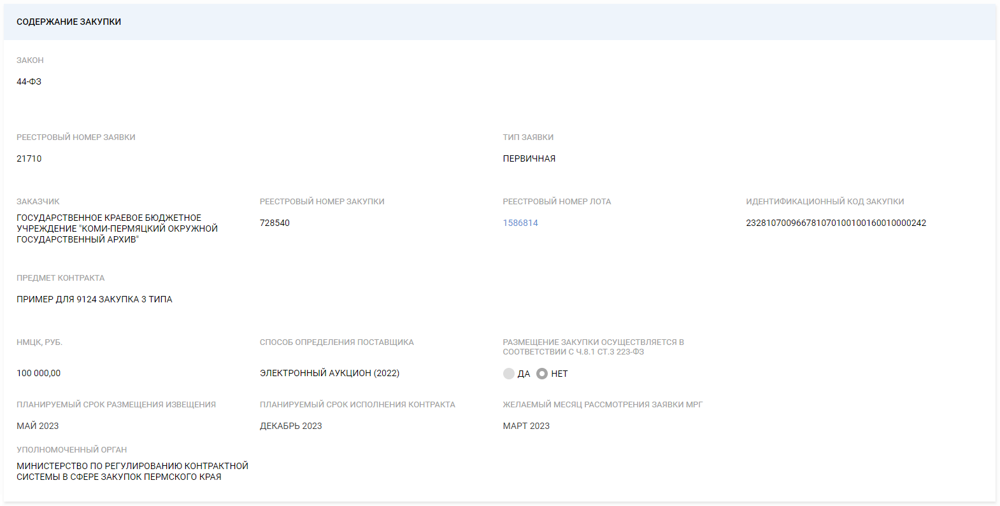 СОДЕРЖАНИЕ ЗАКУПКИ
ЗАКОН
44-ФЗ
РЕЕСТРОВЫЙ НОМЕР ЗАЯВКИ
21710
ТИП ЗАЯВКИ
ПЕРВИЧНАЯ
ЗАКАЗЧИК
ГОСУДАРСТВЕННОЕ КРАЕВОЕ БЮДЖЕТНОЕ
УЧРЕЖДЕНИЕ "КОМИ-ПЕРМЯЦКИЙ ОКРУЖНОЙ
ГОСУДАРСТВЕННЫЙ АРХИВ"
РЕЕСТРОВЫЙ НОМЕР ЗАКУПКИ
728540
РЕЕСТРОВЫЙ НОМЕР ЛОТА
1586814
ИДЕНТИФИКАЦИОННЫЙ КОД ЗАКУПКИ
232810700966781070100100160010000242
ПРЕДМЕТ КОНТРАКТА
ПРИМЕР ДЛЯ 9124 ЗАКУПКА 3 ТИПА
НМЦК, РУБ.
100 000,00
СПОСОБ ОПРЕДЕЛЕНИЯ ПОСТАВЩИКА
ЭЛЕКТРОННЫЙ АУКЦИОН (2022)
РАЗМЕЩЕНИЕ ЗАКУПКИ ОСУЩЕСТВЛЯЕТСЯ В
СООТВЕТСТВИИ С Ч.8.1 СТ.3 223-ФЗ
ДА НЕТ
ПЛАНИРУЕМЫЙ СРОК РАЗМЕЩЕНИЯ ИЗВЕЩЕНИЯ
МАЙ 2023
ПЛАНИРУЕМЫЙ СРОК ИСПОЛНЕНИЯ КОНТРАКТА
ДЕКАБРЬ 2023
ЖЕЛАЕМЫЙ МЕСЯЦ РАССМОТРЕНИЯ ЗАЯВКИ МРГ
МАРТ 2023
УПОЛНОМОЧЕННЫЙ ОРГАН
МИНИСТЕРСТВО ПО РЕГУЛИРОВАНИЮ КОНТРАКТНОЙ
СИСТЕМЫ В СФЕРЕ ЗАКУПОК ПЕРМСКОГО КРАЯ